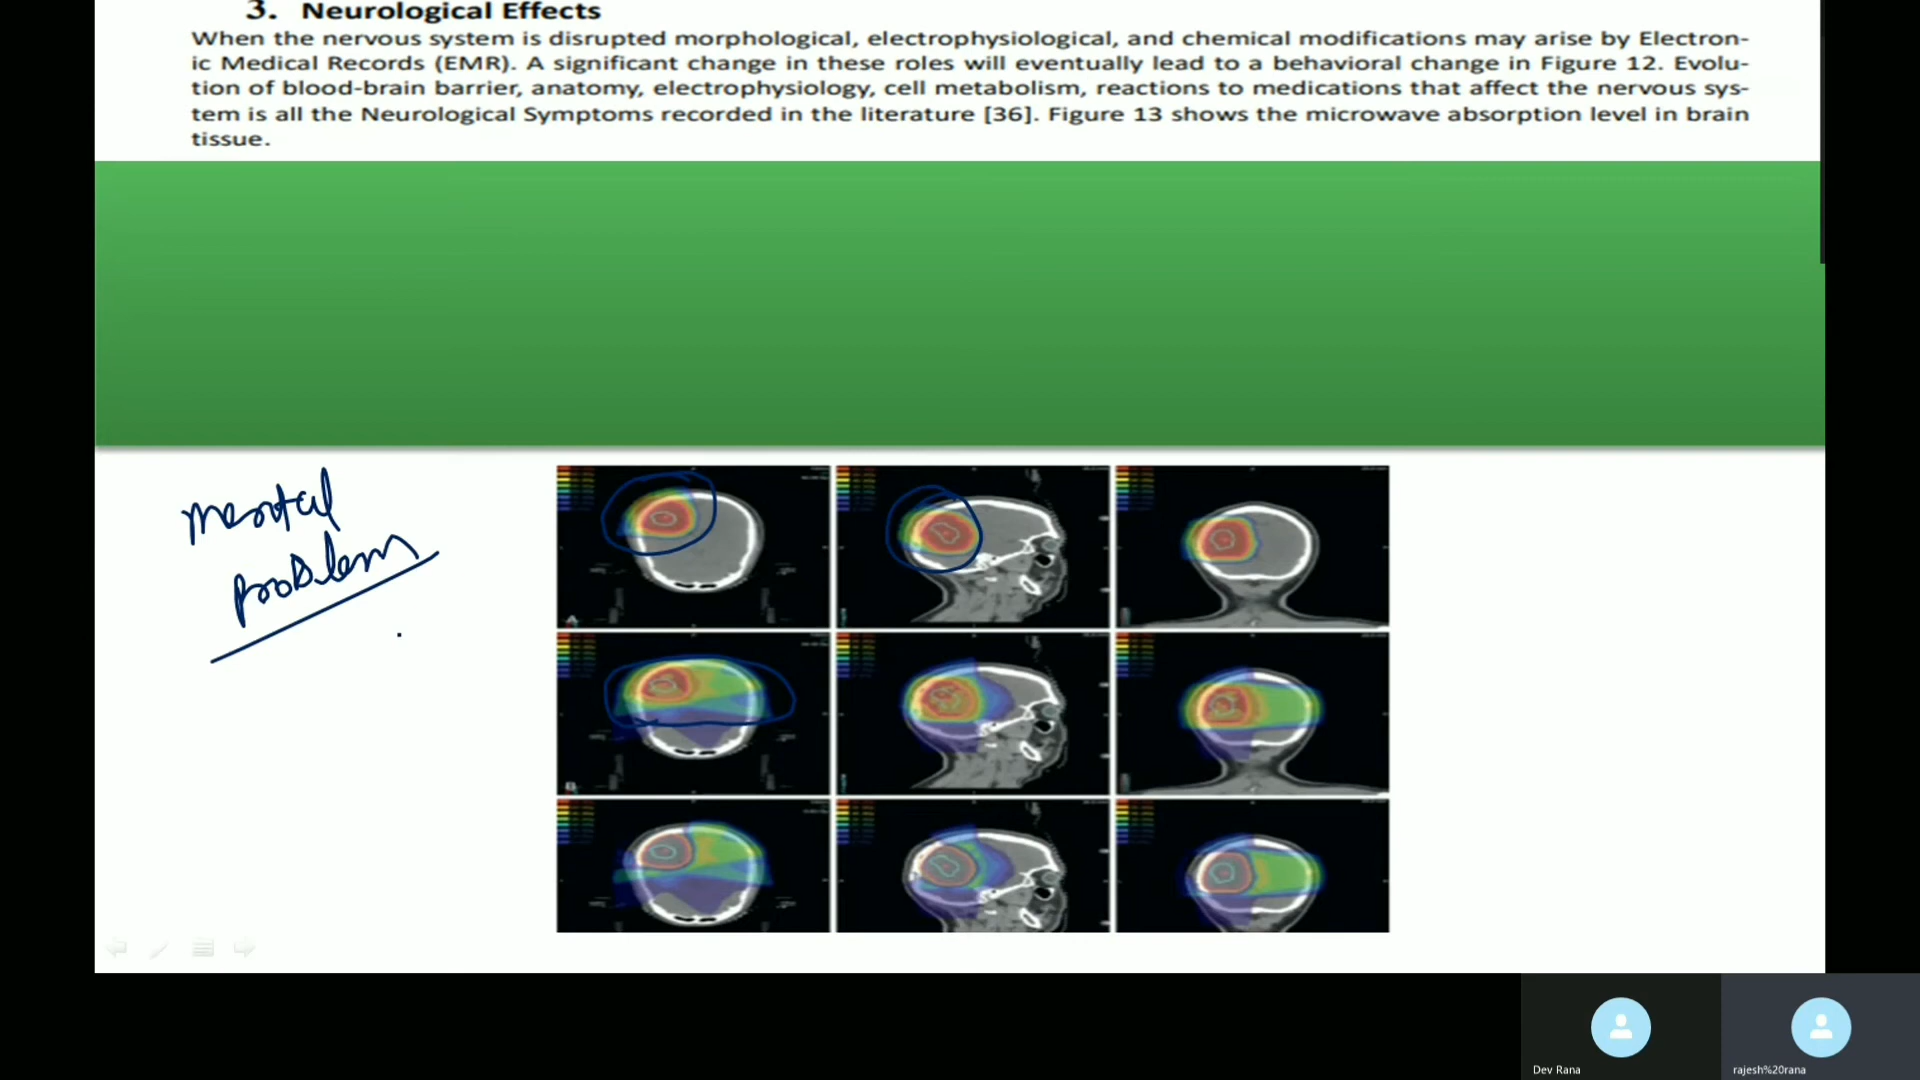 3. Neurological Effects
When the nervous system is disrupted morphological, electrophysiological, and chemical modifications may arise by Electron-
ic Medical Records (EMR). A significant change in these roles will eventually lead to a behavioral change in Figure 12. Evolu-
tion of blood-brain barrier, anatomy, electrophysiology, cell metabolism, reactions to medications that affect the nervous sys-
tem is all the Neurological Symptoms recorded in the literature [36]. Figure 13 shows the microwave absorption level in brain
tissue.
mental
problem
A
B
Dev Rana
rajesh%20rana